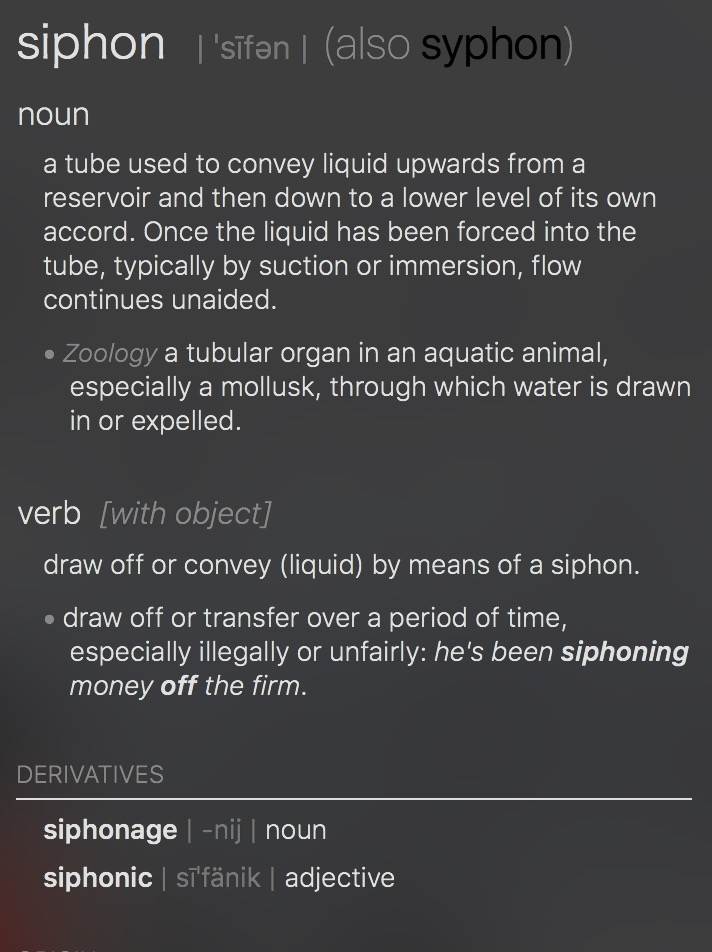 siphon | ˈsīfən | (also syphon)
noun
a tube used to convey liquid upwards from a
reservoir and then down to a lower level of its own
accord. Once the liquid has been forced into the
tube, typically by suction or immersion, flow
continues unaided.
• Zoology a tubular organ in an aquatic animal,
especially a mollusk, through which water is drawn
in or expelled.
verb [with object]
draw off or convey (liquid) by means of a siphon.
• draw off or transfer over a period of time,
especially illegally or unfairly: he's been siphoning
money off the firm.
DERIVATIVES
siphonage | -nij | noun
siphonic | sīˈfänik | adjective